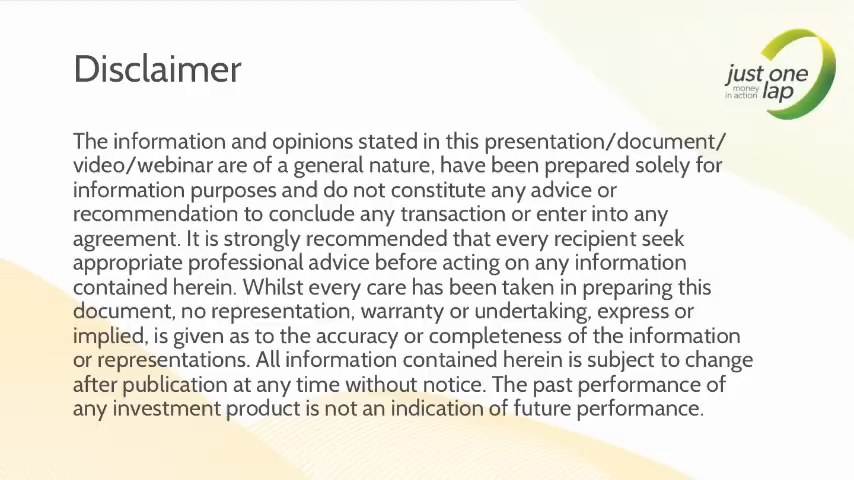 Disclaimer
just one
money
in action lap
The information and opinions stated in this presentation/document/
video/webinar are of a general nature, have been prepared solely for
information purposes and do not constitute any advice or
recommendation to conclude any transaction or enter into any
agreement. It is strongly recommended that every recipient seek
appropriate professional advice before acting on any information
contained herein. Whilst every care has been taken in preparing this
document, no representation, warranty or undertaking, express or
implied, is given as to the accuracy or completeness of the information
or representations. All information contained herein is subject to change
after publication at any time without notice. The past performance of
any investment product is not an indication of future performance.